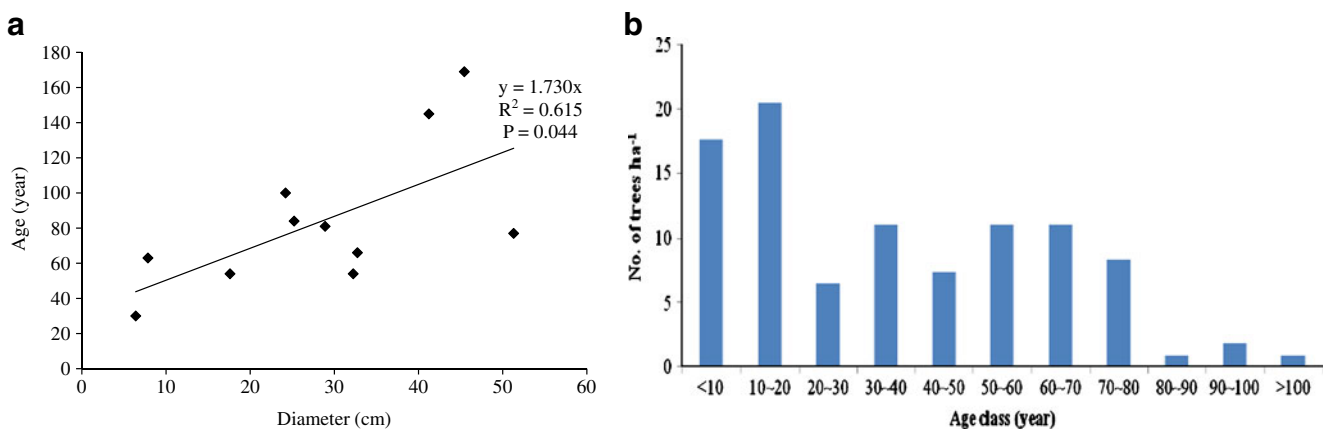 a
180
160
140
120
100
80
60
40
20
0
Age (year)
y = 1.730x
R² = 0.615
P = 0.044
0 10 20 30 40 50 60
Diameter (cm)
b
25
20
15
10
5
0
No. of trees ha⁻¹
<10 10~20 20~30 30~40 40~50 50~60 60~70 70~80 80~90 90~100 >100
Age class (year)